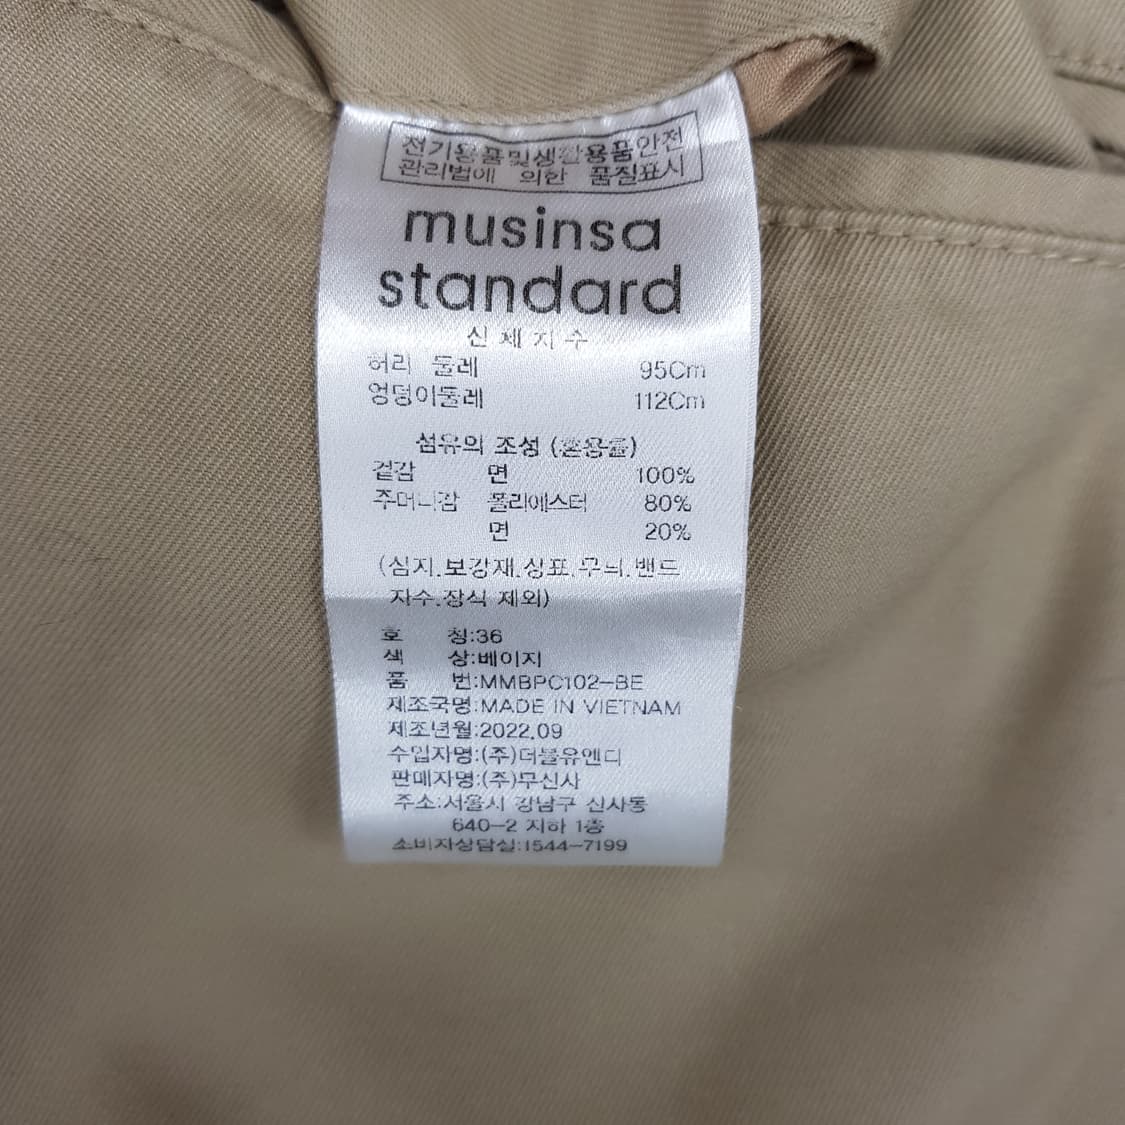 전기용품및생활용품안전
관리법에 의한 품질표시
musinsa
standard
신체치수
허리 둘레 95Cm
엉덩이둘레 112Cm
섬유의 조성 (혼용률)
겉감 면 100%
주머니감 폴리에스터 80%
면 20%
(심지.보강재.상표.무늬.밴드
자수.장식 제외)
호 칭:36
색 상:베이지
품 번:MMBPC102-BE
제조국명:MADE IN VIETNAM
제조년월:2022.09
수입자명:(주)더블유앤디
판매자명:(주)무신사
주소:서울시 강남구 신사동
640-2 지하 1층
소비자상담실:1544-7199